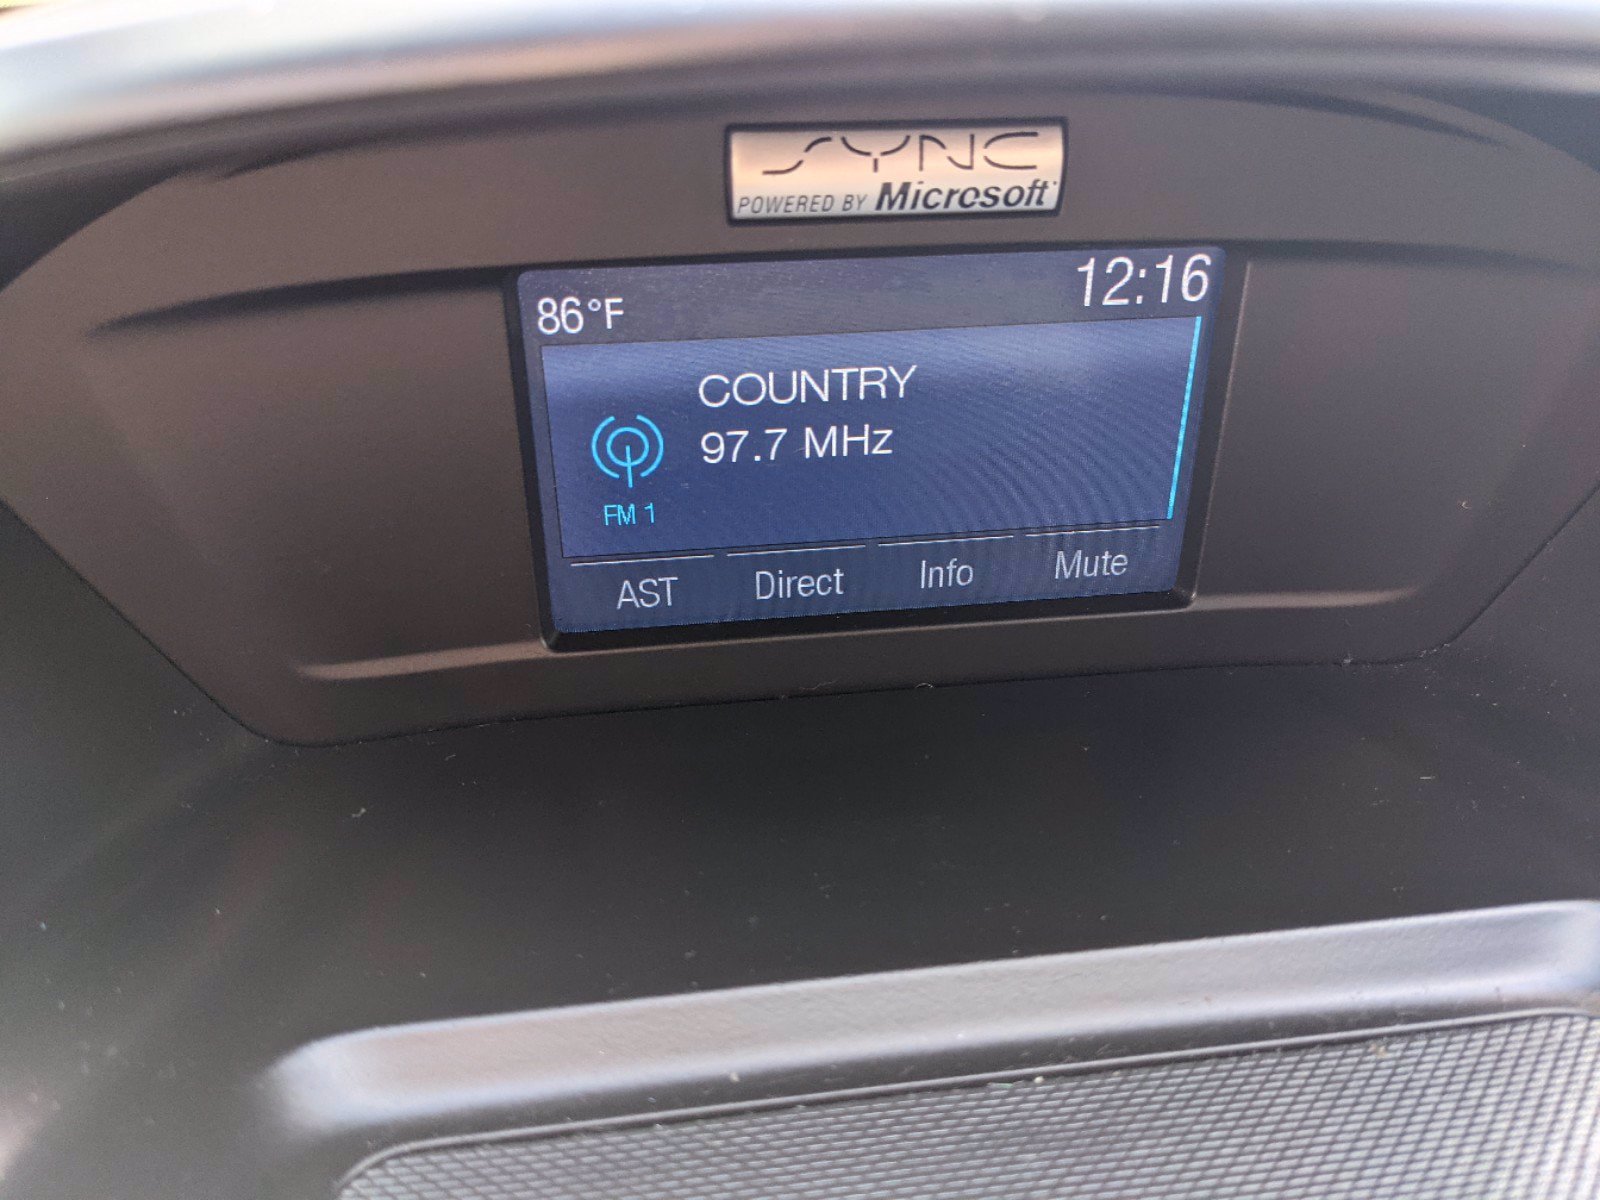 SYNC
POWERED BY Microsoft
86°F 12:16
COUNTRY
97.7 MHz
FM 1
AST Direct Info Mute